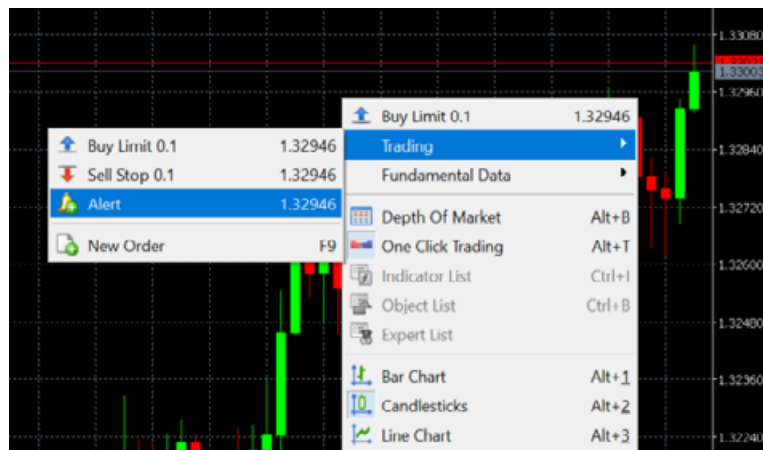 1.33080
1.33021
1.33003
1.32960
Buy Limit 0.1 1.32946
Trading
Fundamental Data
Depth Of Market Alt+B
One Click Trading Alt+T
Indicator List Ctrl+I
Object List Ctrl+B
Expert List
Bar Chart Alt+1
Candlesticks Alt+2
Line Chart Alt+3
Buy Limit 0.1 1.32946
Sell Stop 0.1 1.32946
Alert 1.32946
New Order F9
1.32840
1.32720
1.32600
1.32480
1.32360
1.32240